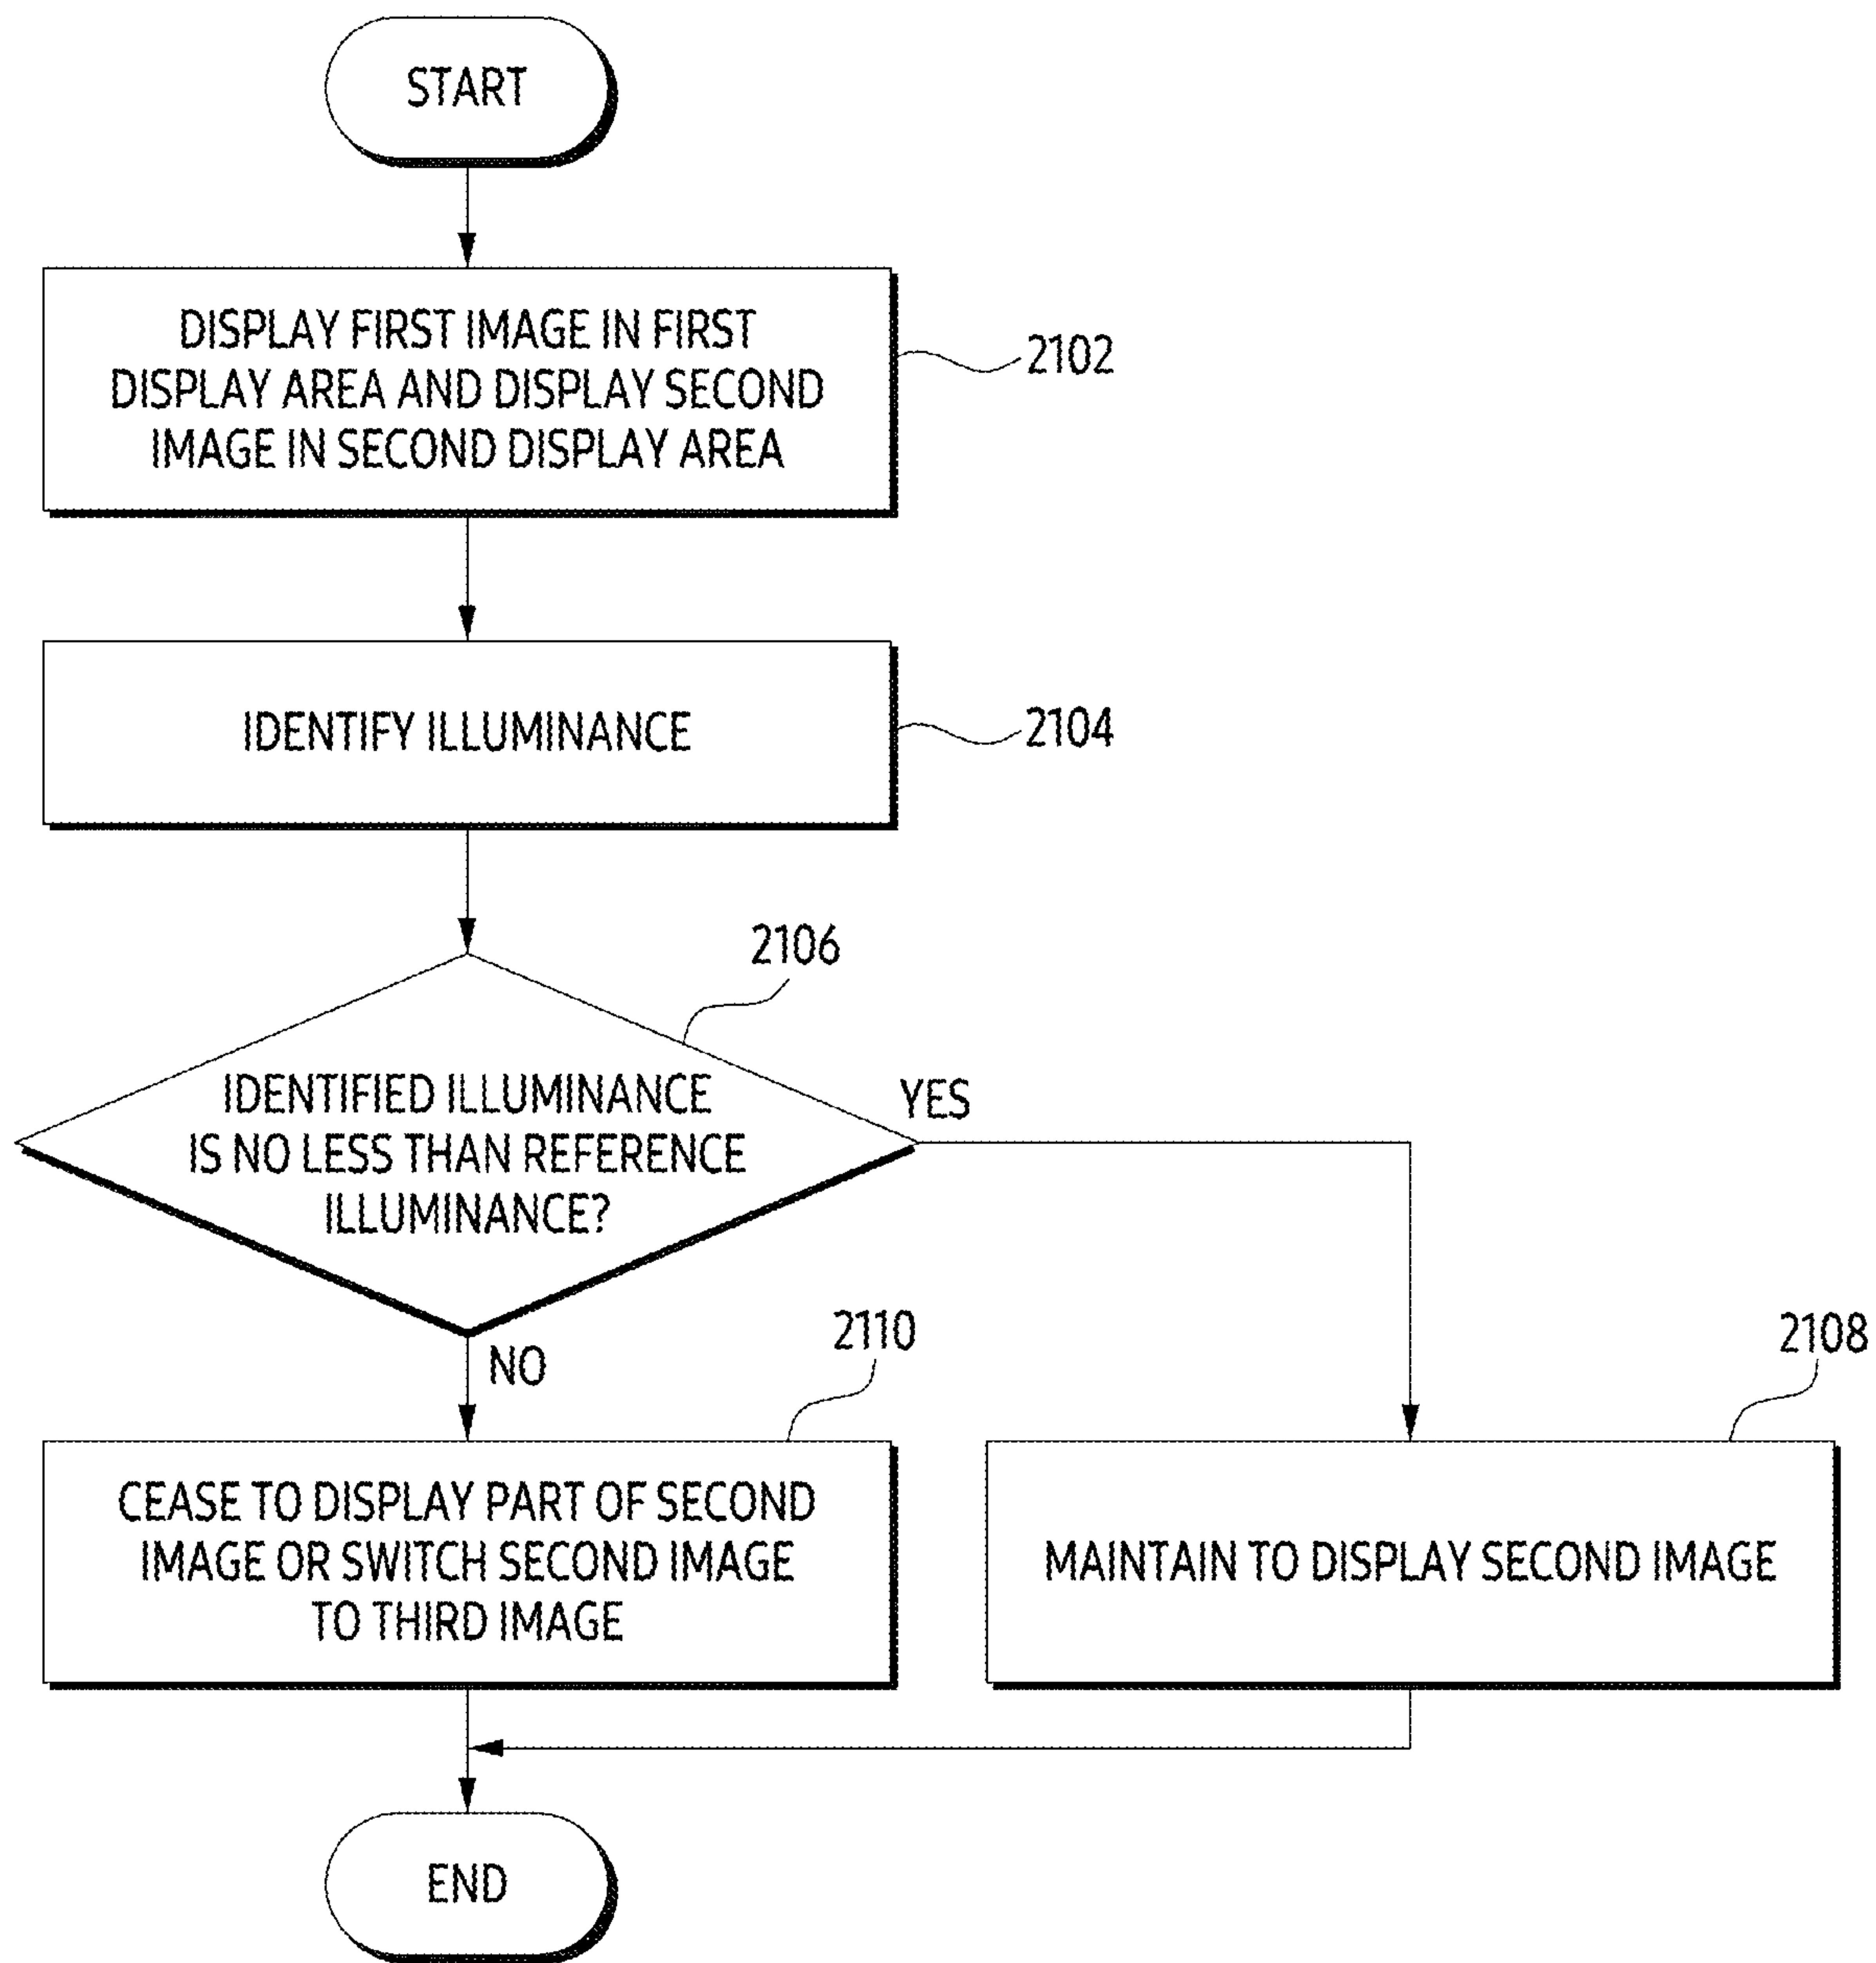 START
DISPLAY FIRST IMAGE IN FIRST
DISPLAY AREA AND DISPLAY SECOND
IMAGE IN SECOND DISPLAY AREA
2102
IDENTIFY ILLUMINANCE
2104
2106
IDENTIFIED ILLUMINANCE
IS NO LESS THAN REFERENCE
ILLUMINANCE?
YES
NO
2110
CEASE TO DISPLAY PART OF SECOND
IMAGE OR SWITCH SECOND IMAGE
TO THIRD IMAGE
2108
MAINTAIN TO DISPLAY SECOND IMAGE
END